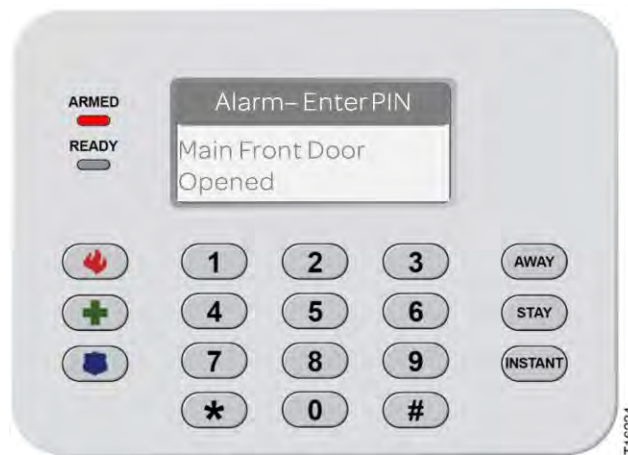 ARMED
READY
Alarm– Enter PIN
Main Front Door
Opened
1 2 3 AWAY
4 5 6 STAY
7 8 9 INSTANT
* 0 #